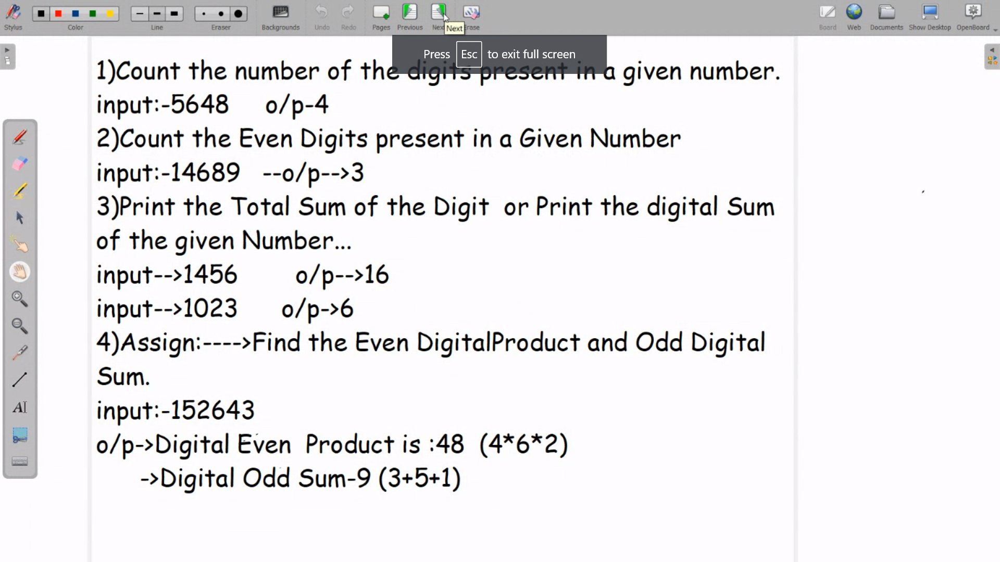 Stylus
Color
Line
Eraser
Backgrounds
Undo
Redo
Pages
Previous
Next
Next
Erase
Board
Web
Documents
Show Desktop
OpenBoard
Press Esc to exit full screen
1)Count the number of the digits present in a given number.
input:-5648 o/p-4
2)Count the Even Digits present in a Given Number
input:-14689 --o/p-->3
3)Print the Total Sum of the Digit or Print the digital Sum
of the given Number...
input-->1456 o/p-->16
input-->1023 o/p->6
4)Assign:---->Find the Even DigitalProduct and Odd Digital
Sum.
input:-152643
o/p->Digital Even Product is :48 (4*6*2)
->Digital Odd Sum-9 (3+5+1)
AI